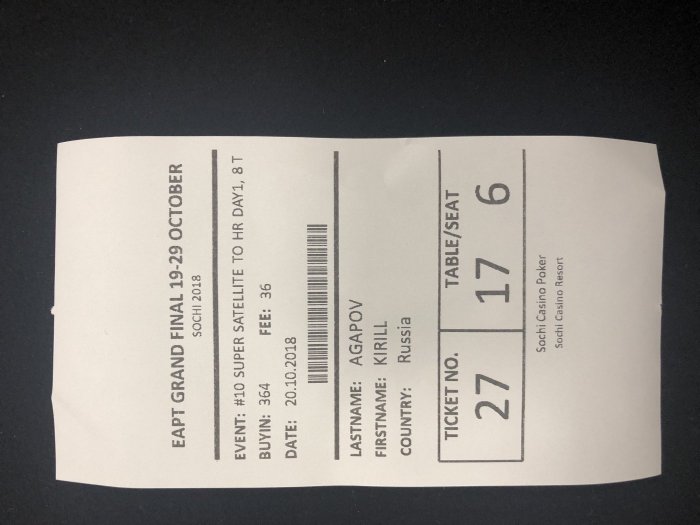 EAPT GRAND FINAL 19-29 OCTOBER
SOCHI 2018
EVENT: #10 SUPER SATELLITE TO HR DAY1, 8 T
BUYIN: 364 FEE: 36
DATE: 20.10.2018
LASTNAME: AGAPOV
FIRSTNAME: KIRILL
COUNTRY: Russia
TICKET NO. TABLE/SEAT
27 17 6
Sochi Casino Poker
Sochi Casino Resort